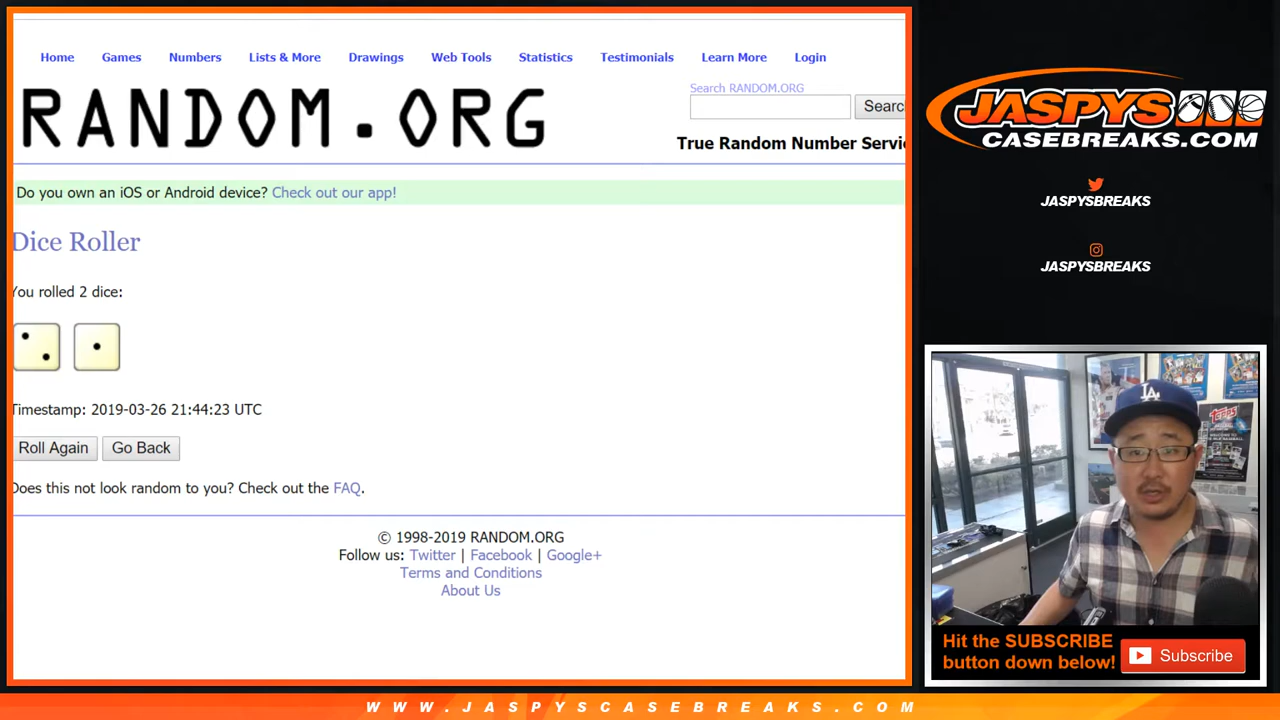 Home Games Numbers Lists & More Drawings Web Tools Statistics Testimonials Learn More Login
Search RANDOM.ORG
RANDOM.ORG
Searc
True Random Number Servi
Do you own an iOS or Android device? Check out our app!
Dice Roller
You rolled 2 dice:
Timestamp: 2019-03-26 21:44:23 UTC
Roll Again Go Back
Does this not look random to you? Check out the FAQ.
© 1998-2019 RANDOM.ORG
Follow us: Twitter | Facebook | Google+
Terms and Conditions
About Us
JASPYS
CASEBREAKS.COM
JASPYSBREAKS
JASPYSBREAKS
LA
Topps
Hit the SUBSCRIBE
button down below!
Subscribe
WWW.JASPYSCASEBREAKS.COM